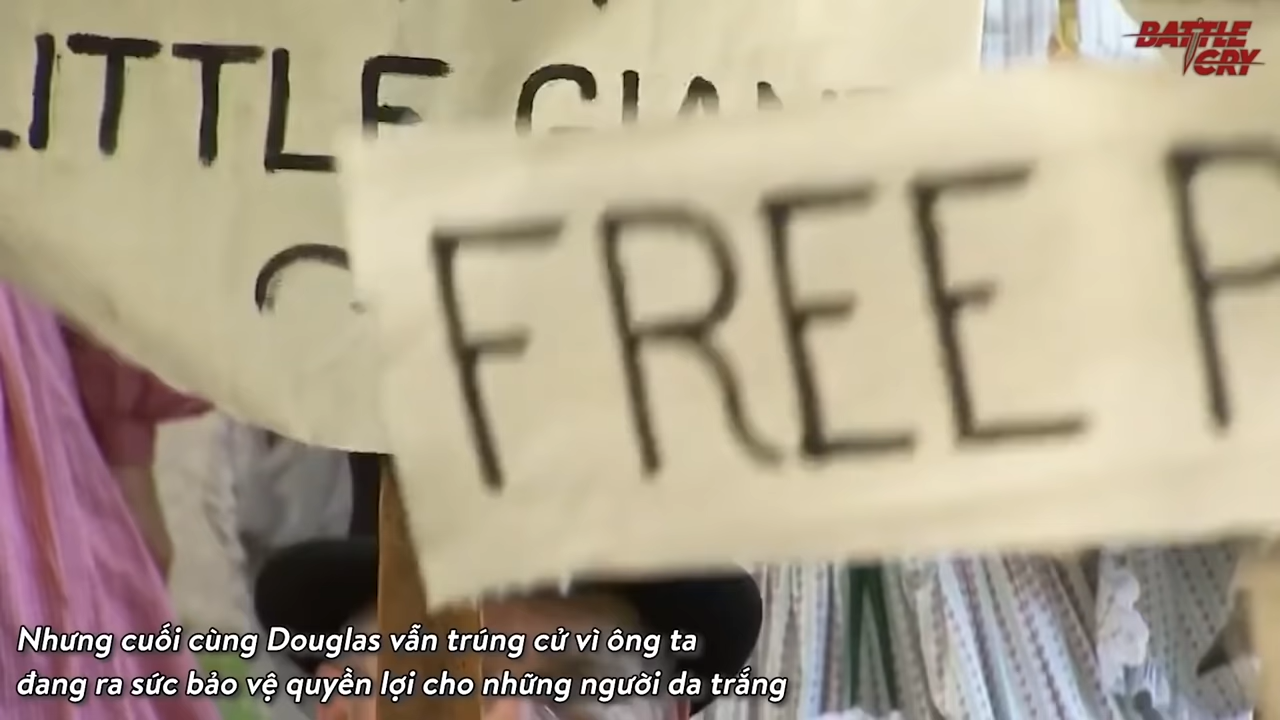 BATTLE
CRY
LITTLE GIANT
FREE P
Nhưng cuối cùng Douglas vẫn trúng cử vì ông ta
đang ra sức bảo vệ quyền lợi cho những người da trắng